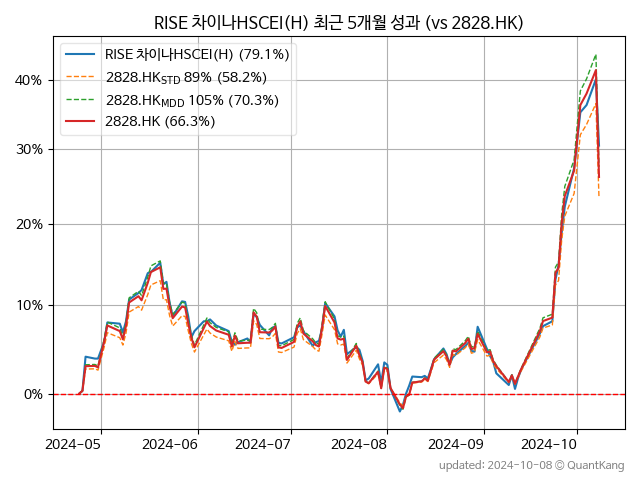 RISE 차이나HSCEI(H) 최근 5개월 성과 (vs 2828.HK)
RISE 차이나HSCEI(H) (79.1%)
2828.HK_STD 89% (58.2%)
2828.HK_MDD 105% (70.3%)
2828.HK (66.3%)
40%
30%
20%
10%
0%
2024-05 2024-06 2024-07 2024-08 2024-09 2024-10
updated: 2024-10-08 © QuantKang